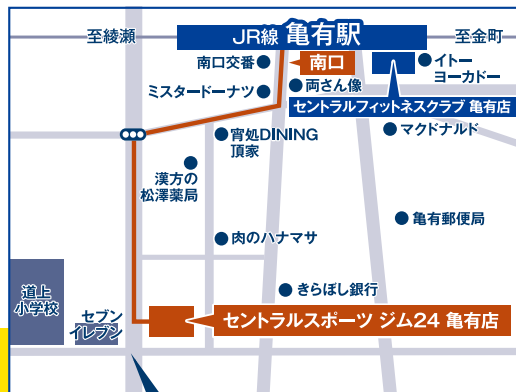 至綾瀬
JR線 亀有駅
至金町
南口交番
南口
イトー
ヨーカドー
ミスタードーナツ
両さん像
セントラルフィットネスクラブ 亀有店
宵処DINING
頂家
マクドナルド
漢方の
松澤薬局
亀有郵便局
肉のハナマサ
道上
小学校
きらぼし銀行
セブン
イレブン
セントラルスポーツ ジム24 亀有店